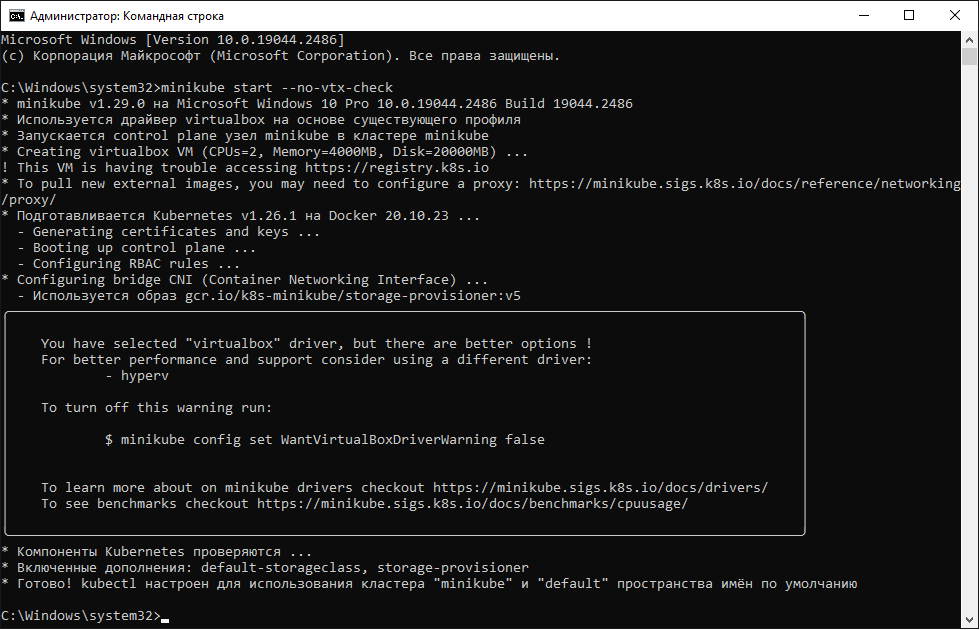 Администратор: Командная строка
Microsoft Windows [Version 10.0.19044.2486]
(c) Корпорация Майкрософт (Microsoft Corporation). Все права защищены.
C:\Windows\system32>minikube start --no-vtx-check
* minikube v1.29.0 на Microsoft Windows 10 Pro 10.0.19044.2486 Build 19044.2486
* Используется драйвер virtualbox на основе существующего профиля
* Запускается control plane узел minikube в кластере minikube
* Creating virtualbox VM (CPUs=2, Memory=4000MB, Disk=20000MB) ...
! This VM is having trouble accessing https://registry.k8s.io
* To pull new external images, you may need to configure a proxy: https://minikube.sigs.k8s.io/docs/reference/networking
/proxy/
* Подготавливается Kubernetes v1.26.1 на Docker 20.10.23 ...
  - Generating certificates and keys ...
  - Booting up control plane ...
  - Configuring RBAC rules ...
* Configuring bridge CNI (Container Networking Interface) ...
  - Используется образ gcr.io/k8s-minikube/storage-provisioner:v5
You have selected "virtualbox" driver, but there are better options !
For better performance and support consider using a different driver:
- hyperv
To turn off this warning run:
$ minikube config set WantVirtualBoxDriverWarning false
To learn more about on minikube drivers checkout https://minikube.sigs.k8s.io/docs/drivers/
To see benchmarks checkout https://minikube.sigs.k8s.io/docs/benchmarks/cpuusage/
* Компоненты Kubernetes проверяются ...
* Включенные дополнения: default-storageclass, storage-provisioner
* Готово! kubectl настроен для использования кластера "minikube" и "default" пространства имён по умолчанию
C:\Windows\system32>